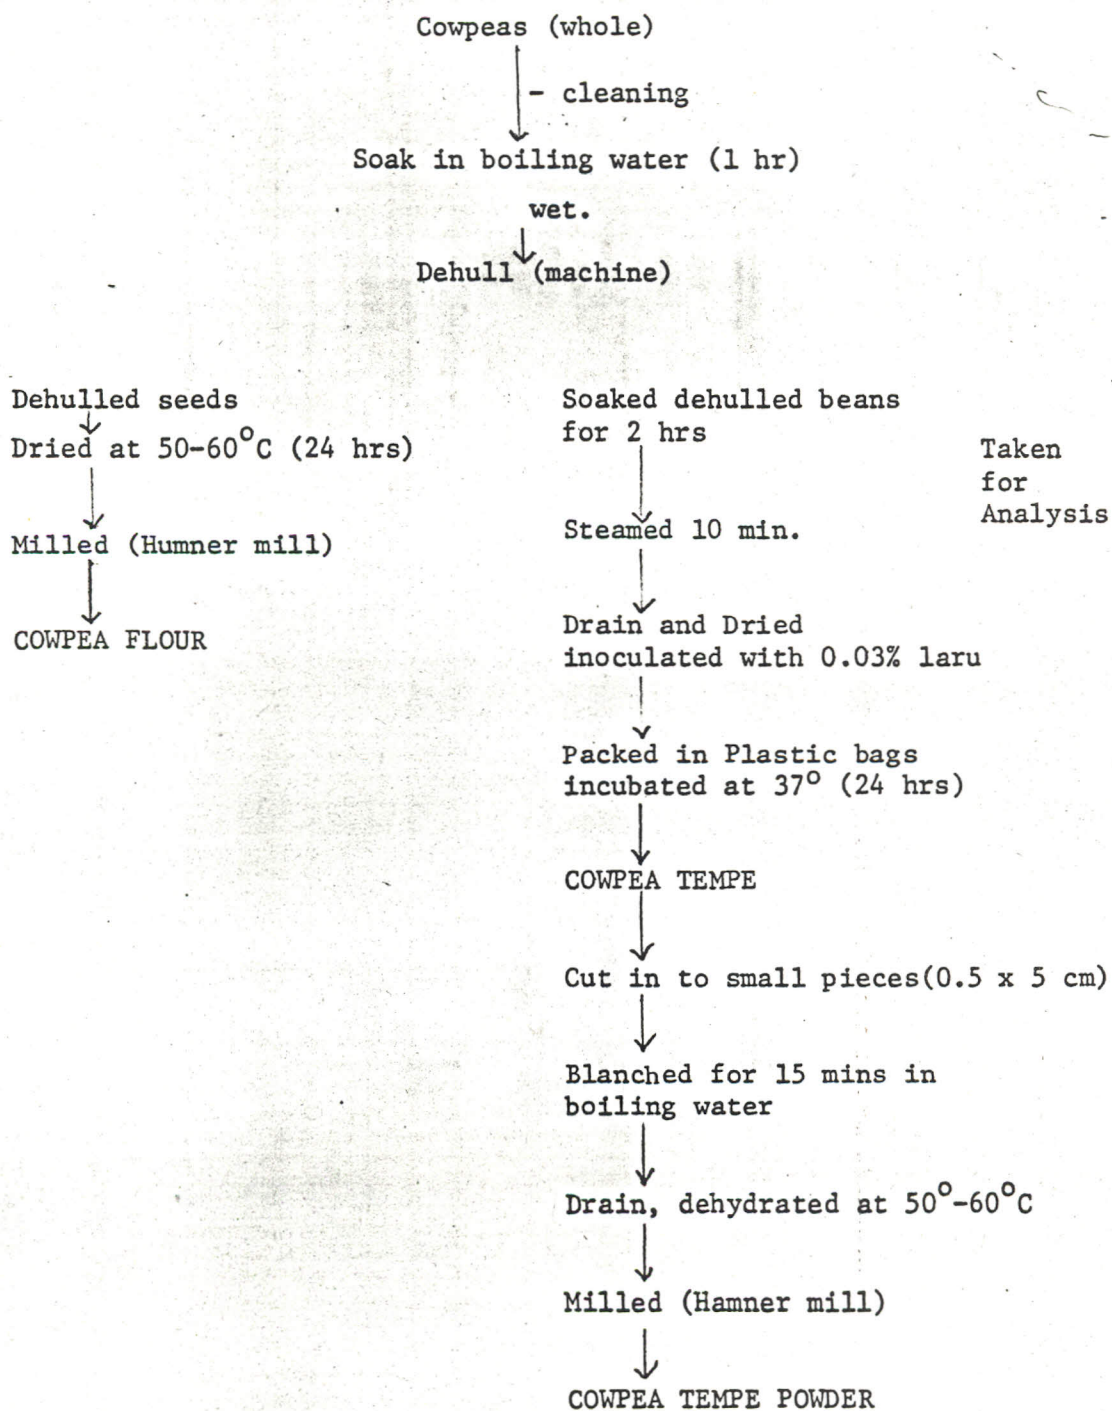 Cowpeas (whole)
- cleaning
Soak in boiling water (1 hr)
wet.
Dehull (machine)
Dehulled seeds
Dried at 50-60°C (24 hrs)
Milled (Humner mill)
COWPEA FLOUR
Soaked dehulled beans
for 2 hrs
Taken
for
Analysis
Steamed 10 min.
Drain and Dried
inoculated with 0.03% laru
Packed in Plastic bags
incubated at 37° (24 hrs)
COWPEA TEMPE
Cut in to small pieces(0.5 x 5 cm)
Blanched for 15 mins in
boiling water
Drain, dehydrated at 50°-60°C
Milled (Hamner mill)
COWPEA TEMPE POWDER